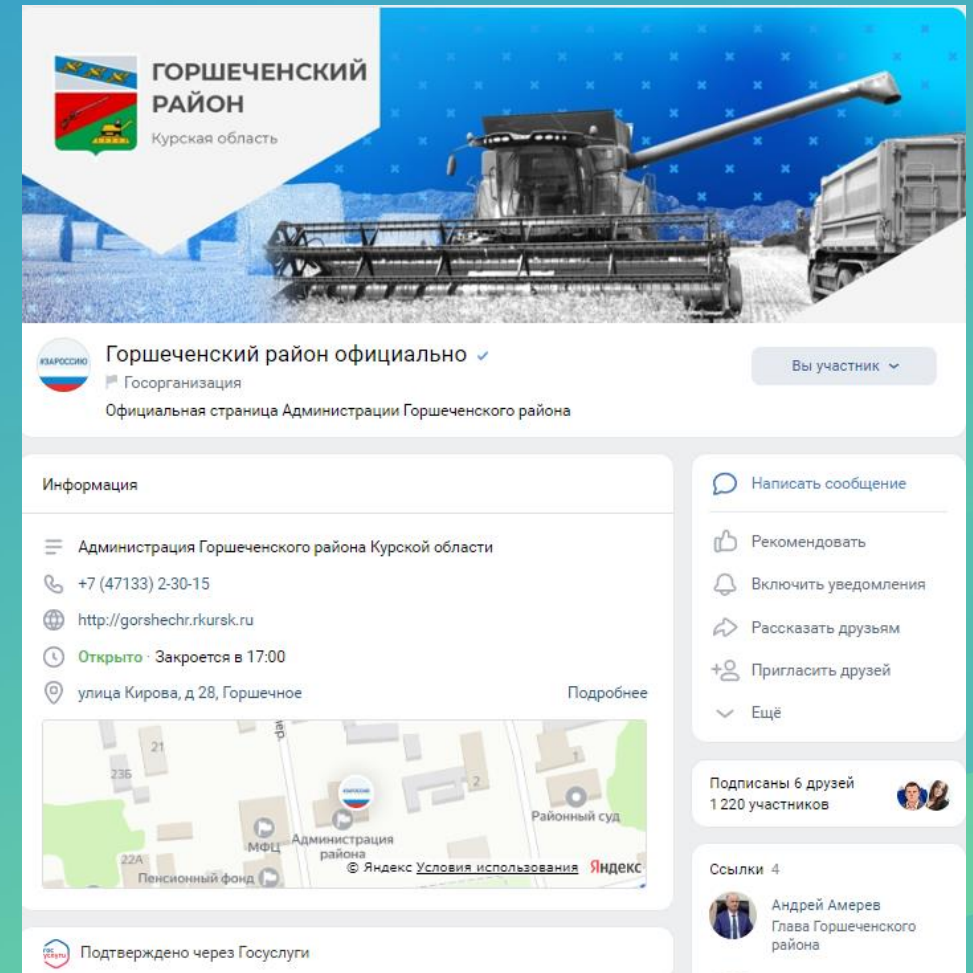 ГОРШЕЧЕНСКИЙ
РАЙОН
Курская область
#ЗАРОССИЮ
Горшеченский район официально
Госорганизация
Официальная страница Администрации Горшеченского района
Вы участник
Информация
Администрация Горшеченского района Курской области
+7 (47133) 2-30-15
http://gorshechr.rkursk.ru
Открыто · Закроется в 17:00
улица Кирова, д 28, Горшечное
Подробнее
пер.
21
23Б
2
1
Районный суд
МФЦ
Администрация
района
22А
Пенсионный фонд
© Яндекс Условия использования Яндекс
гос
услуги
Подтверждено через Госуслуги
Написать сообщение
Рекомендовать
Включить уведомления
Рассказать друзьям
Пригласить друзей
Ещё
Подписаны 6 друзей
1 220 участников
Ссылки 4
Андрей Амерев
Глава Горшеченского
района